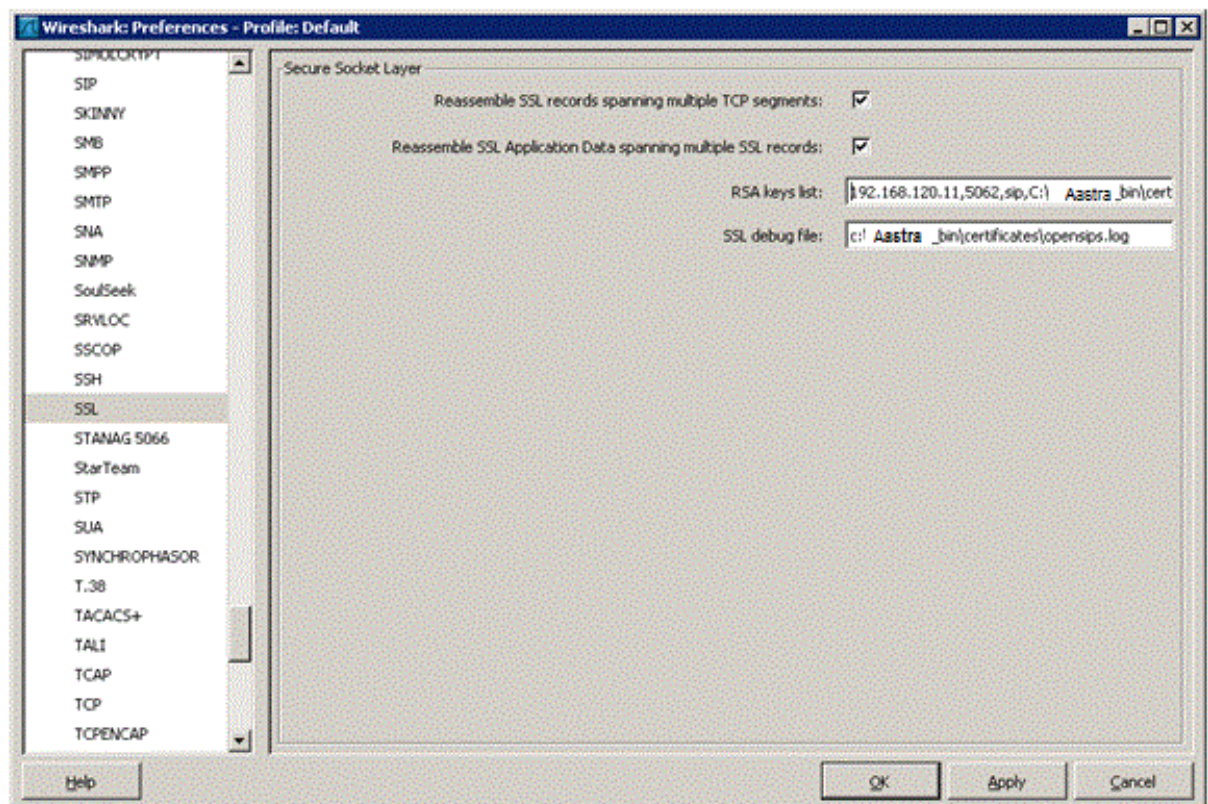 Wireshark: Preferences - Profile: Default
SIMULCRYPT
SIP
SKINNY
SMB
SMPP
SMTP
SNA
SNMP
SoulSeek
SRVLOC
SSCOP
SSH
SSL
STANAG 5066
StarTeam
STP
SUA
SYNCHROPHASOR
T.38
TACACS+
TALI
TCAP
TCP
TCPENCAP
Secure Socket Layer
Reassemble SSL records spanning multiple TCP segments:
Reassemble SSL Application Data spanning multiple SSL records:
RSA keys list: 192.168.120.11,5062,sip,C:\ Aastra _bin\cert
SSL debug file: c:\ Aastra _bin\certificates\opensips.log
Help
OK
Apply
Cancel